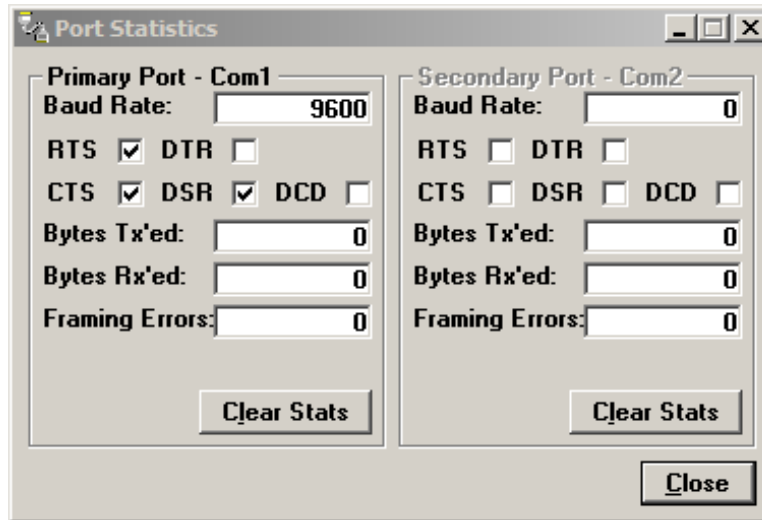 Port Statistics
Primary Port - Com1
Baud Rate: 9600
RTS DTR
CTS DSR DCD
Bytes Tx'ed: 0
Bytes Rx'ed: 0
Framing Errors: 0
Clear Stats
Secondary Port - Com2
Baud Rate: 0
RTS DTR
CTS DSR DCD
Bytes Tx'ed: 0
Bytes Rx'ed: 0
Framing Errors: 0
Clear Stats
Close